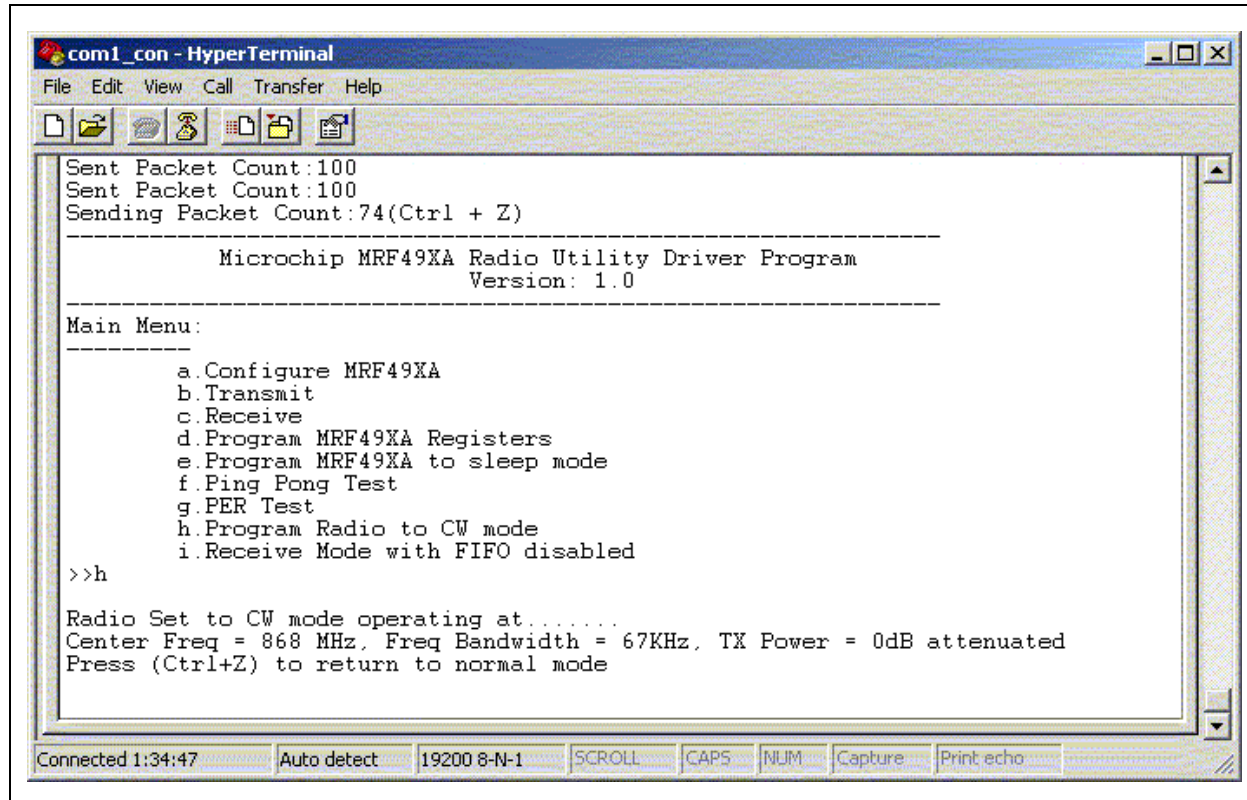 com1_con - HyperTerminal
File Edit View Call Transfer Help
Sent Packet Count:100
Sent Packet Count:100
Sending Packet Count:74(Ctrl + Z)
Microchip MRF49XA Radio Utility Driver Program
Version: 1.0
Main Menu:
a.Configure MRF49XA
b.Transmit
c.Receive
d.Program MRF49XA Registers
e.Program MRF49XA to sleep mode
f.Ping Pong Test
g.PER Test
h.Program Radio to CW mode
i.Receive Mode with FIFO disabled
>>h
Radio Set to CW mode operating at.......
Center Freq = 868 MHz, Freq Bandwidth = 67KHz, TX Power = 0dB attenuated
Press (Ctrl+Z) to return to normal mode
Connected 1:34:47 Auto detect 19200 8-N-1 SCROLL CAPS NUM Capture Print echo